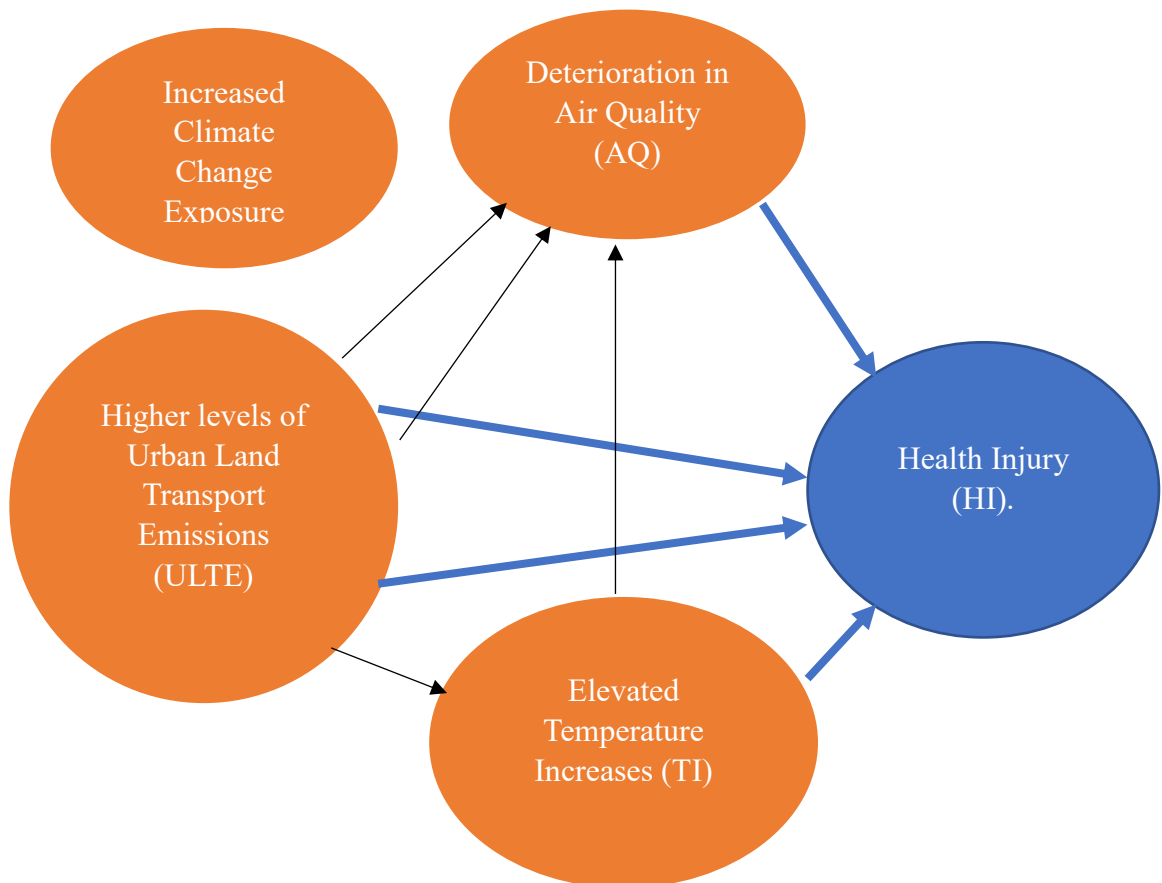 Increased
Climate
Change
Exposure
Deterioration in
Air Quality
(AQ)
Higher levels of
Urban Land
Transport
Emissions
(ULTE)
Health Injury
(HI).
Elevated
Temperature
Increases (TI)